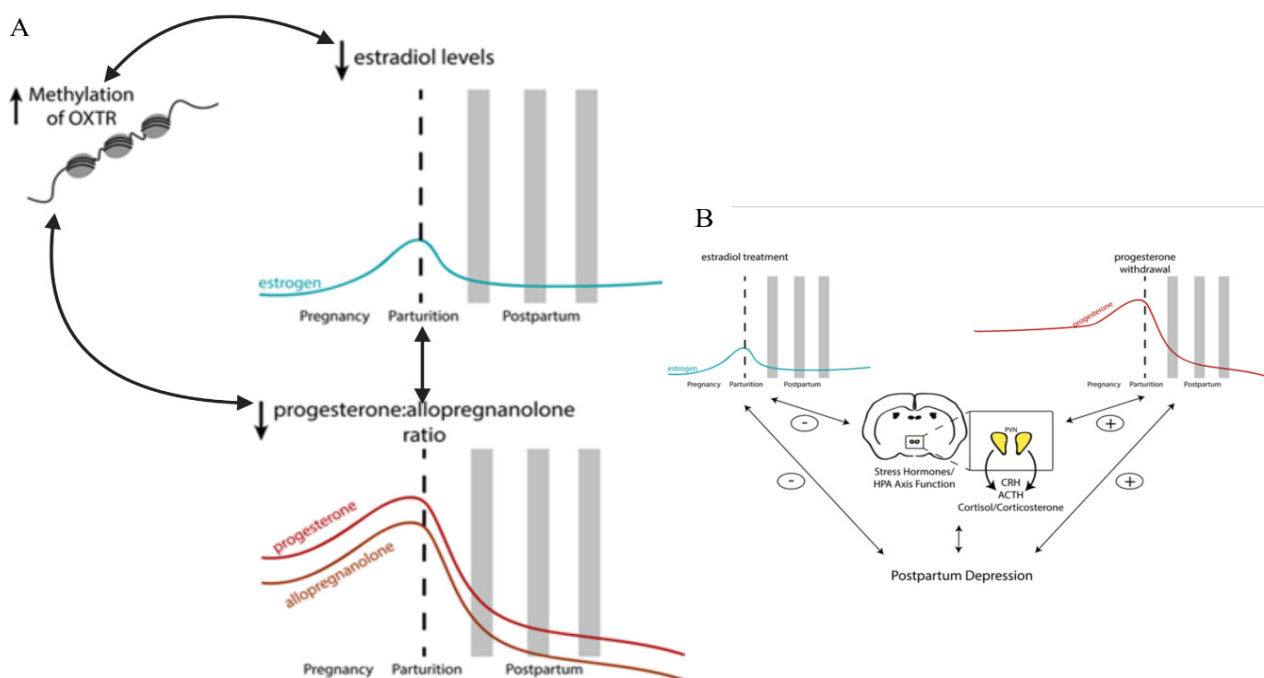 A
estradiol levels
Methylation
of OXTR
estrogen
Pregnancy Parturition Postpartum
progesterone:allopregnanolone
ratio
progesterone
allopregnanolone
Pregnancy Parturition Postpartum
B
estradiol treatment
progesterone
withdrawal
progesterone
estrogen
Pregnancy Parturition Postpartum
Pregnancy Parturition Postpartum
-
+
PVN
Stress Hormones/
HPA Axis Function
CRH
ACTH
Cortisol/Corticosterone
-
+
Postpartum Depression